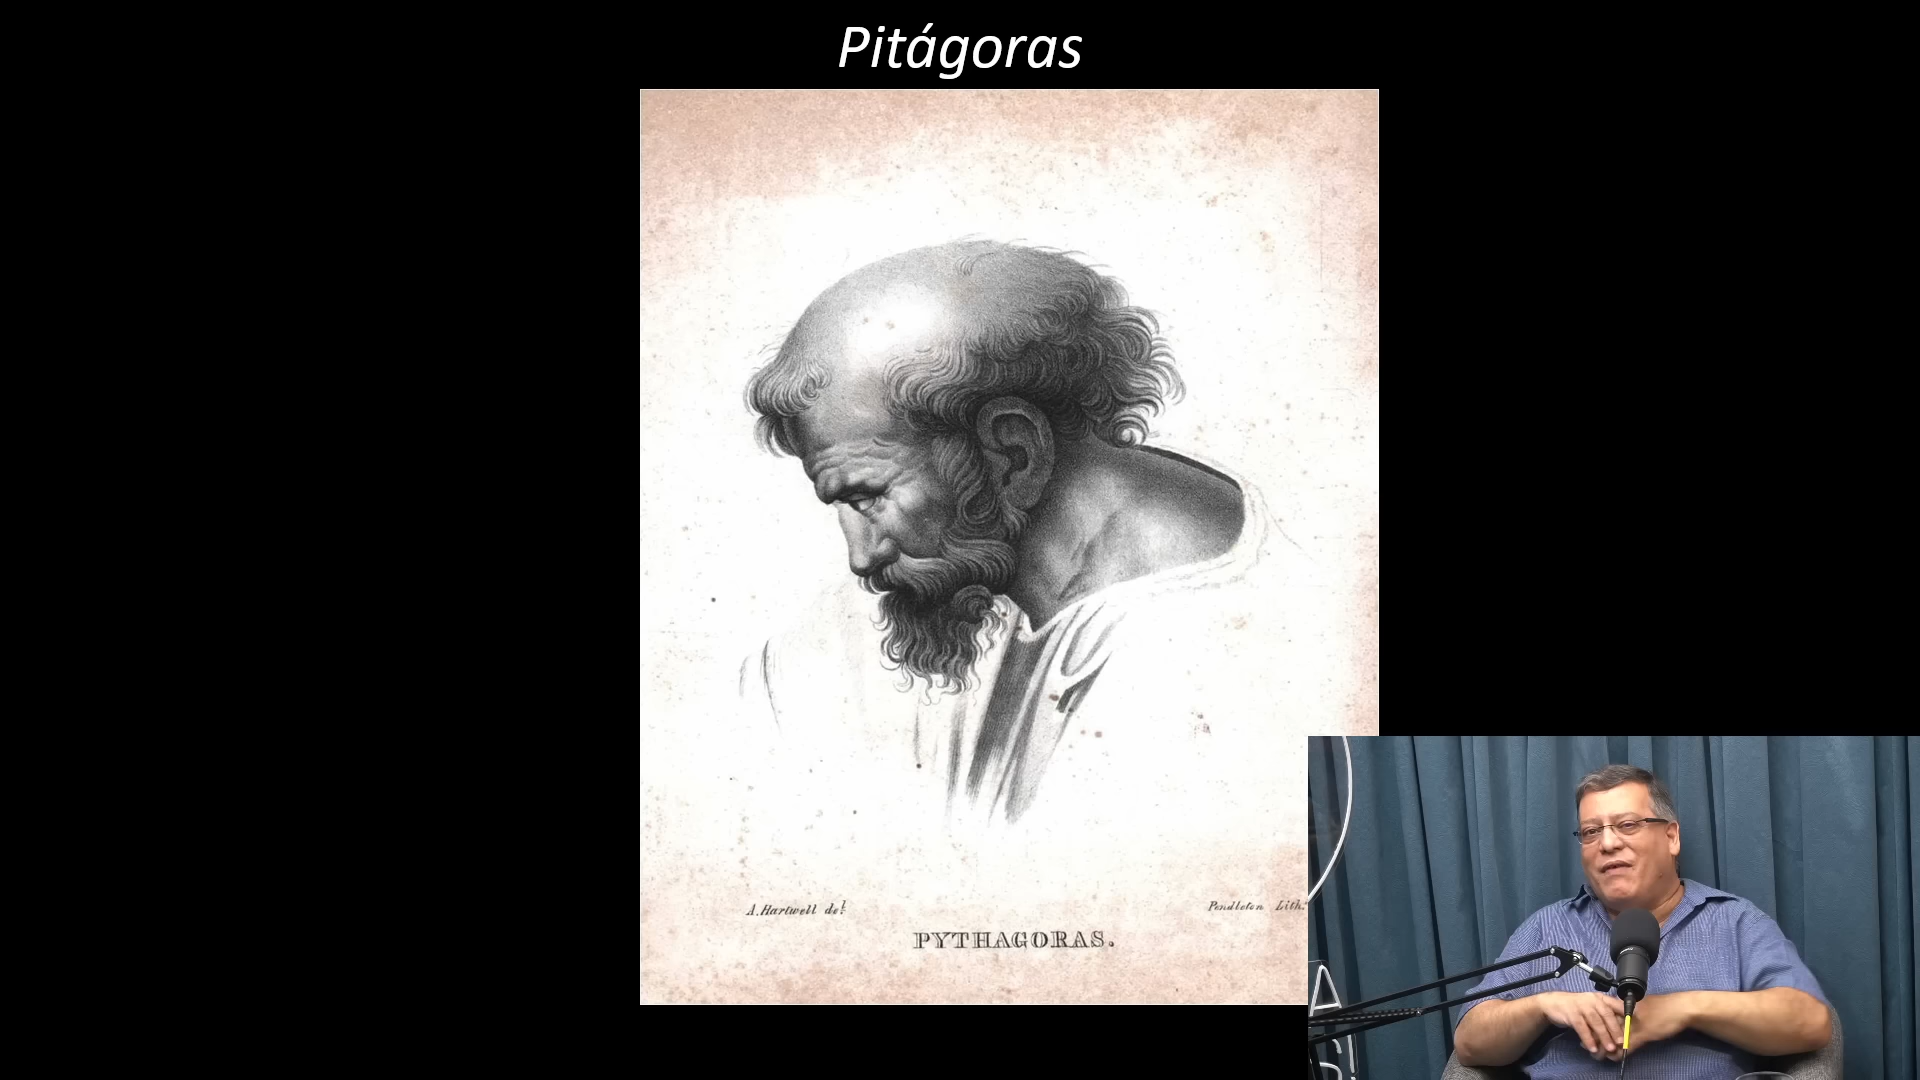 Pitágoras
A. Hartwell del.
Pendleton Lith.
PYTHAGORAS.